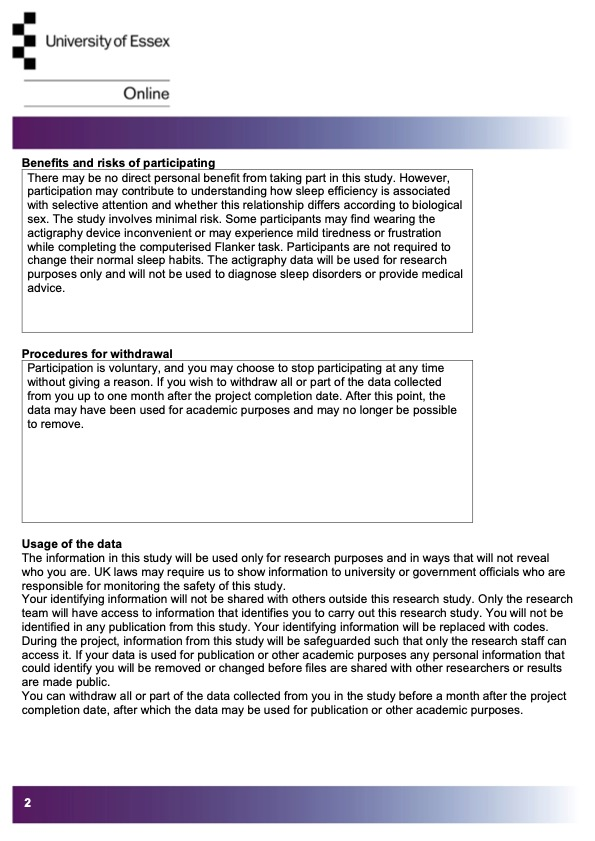 University of Essex
Online
Benefits and risks of participating
There may be no direct personal benefit from taking part in this study. However,
participation may contribute to understanding how sleep efficiency is associated
with selective attention and whether this relationship differs according to biological
sex. The study involves minimal risk. Some participants may find wearing the
actigraphy device inconvenient or may experience mild tiredness or frustration
while completing the computerised Flanker task. Participants are not required to
change their normal sleep habits. The actigraphy data will be used for research
purposes only and will not be used to diagnose sleep disorders or provide medical
advice.
Procedures for withdrawal
Participation is voluntary, and you may choose to stop participating at any time
without giving a reason. If you wish to withdraw all or part of the data collected
from you up to one month after the project completion date. After this point, the
data may have been used for academic purposes and may no longer be possible
to remove.
Usage of the data
The information in this study will be used only for research purposes and in ways that will not reveal
who you are. UK laws may require us to show information to university or government officials who are
responsible for monitoring the safety of this study.
Your identifying information will not be shared with others outside this research study. Only the research
team will have access to information that identifies you to carry out this research study. You will not be
identified in any publication from this study. Your identifying information will be replaced with codes.
During the project, information from this study will be safeguarded such that only the research staff can
access it. If your data is used for publication or other academic purposes any personal information that
could identify you will be removed or changed before files are shared with other researchers or results
are made public.
You can withdraw all or part of the data collected from you in the study before a month after the project
completion date, after which the data may be used for publication or other academic purposes.
2